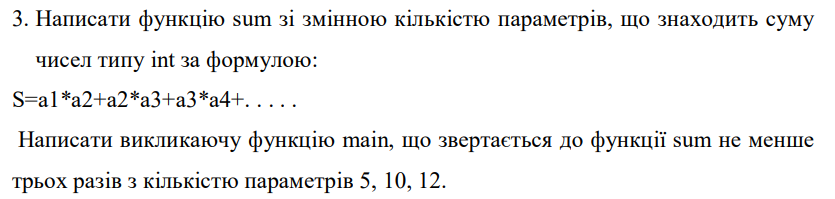 3. Написати функцію sum зі змінною кількістю параметрів, що знаходить суму
чисел типу int за формулою:
S=a1*a2+a2*a3+a3*a4+. . . . .
Написати викликаючу функцію main, що звертається до функції sum не менше
трьох разів з кількістю параметрів 5, 10, 12.